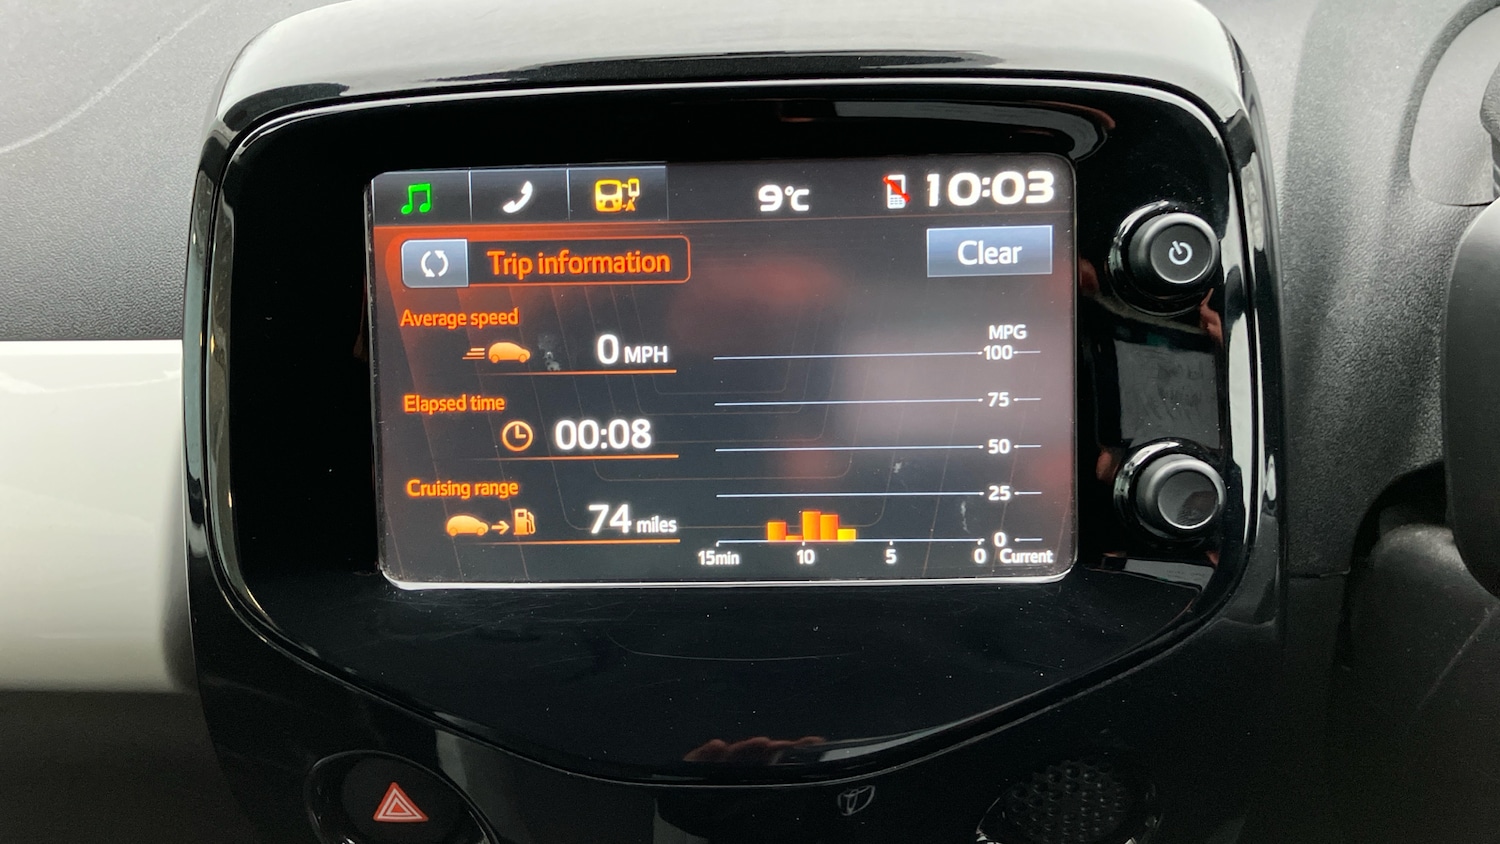 9°C
10:03
Trip information
Clear
Average speed
0 MPH
Elapsed time
00:08
Cruising range
74 miles
MPG
100
75
50
25
0
15min 10 5 0 Current